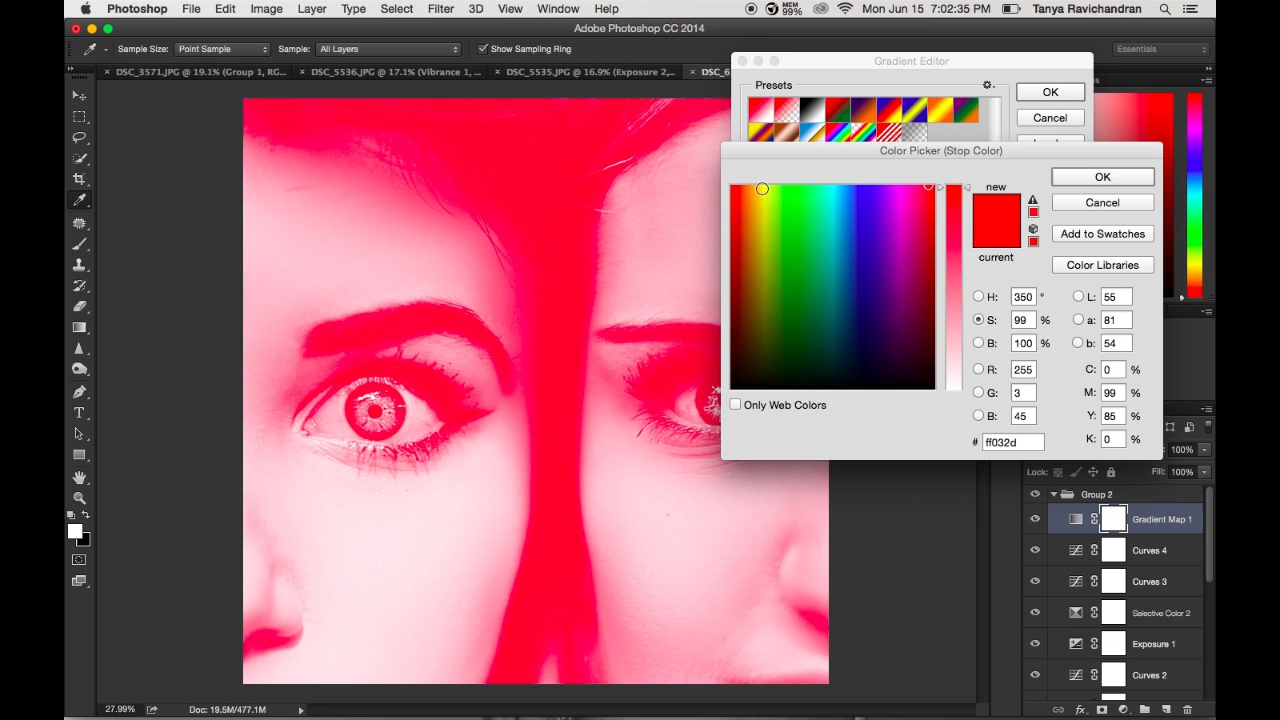 Photoshop File Edit Image Layer Type Select Filter 3D View Window Help MEM 99% Mon Jun 15 7:02:35 PM Tanya Ravichandran
Adobe Photoshop CC 2014
Sample Size: Point Sample Sample: All Layers Show Sampling Ring Essentials
DSC_3571.JPG @ 19.1% (Group 1, RG... DSC_5536.JPG @ 17.1% (Vibrance 1, ... DSC_5535.JPG @ 16.9% (Exposure 2,... DSC_6
Gradient Editor
Presets
OK
Cancel
Color Picker (Stop Color)
new
current
OK
Cancel
Add to Swatches
Color Libraries
H: 350 ° L: 55
S: 99 % a: 81
B: 100 % b: 54
R: 255 C: 0 %
G: 3 M: 99 %
B: 45 Y: 85 %
# ff032d K: 0 %
Only Web Colors
100%
Lock: Fill: 100%
Group 2
Gradient Map 1
Curves 4
Curves 3
Selective Color 2
Exposure 1
Curves 2
27.99% Doc: 19.5M/477.1M
fx